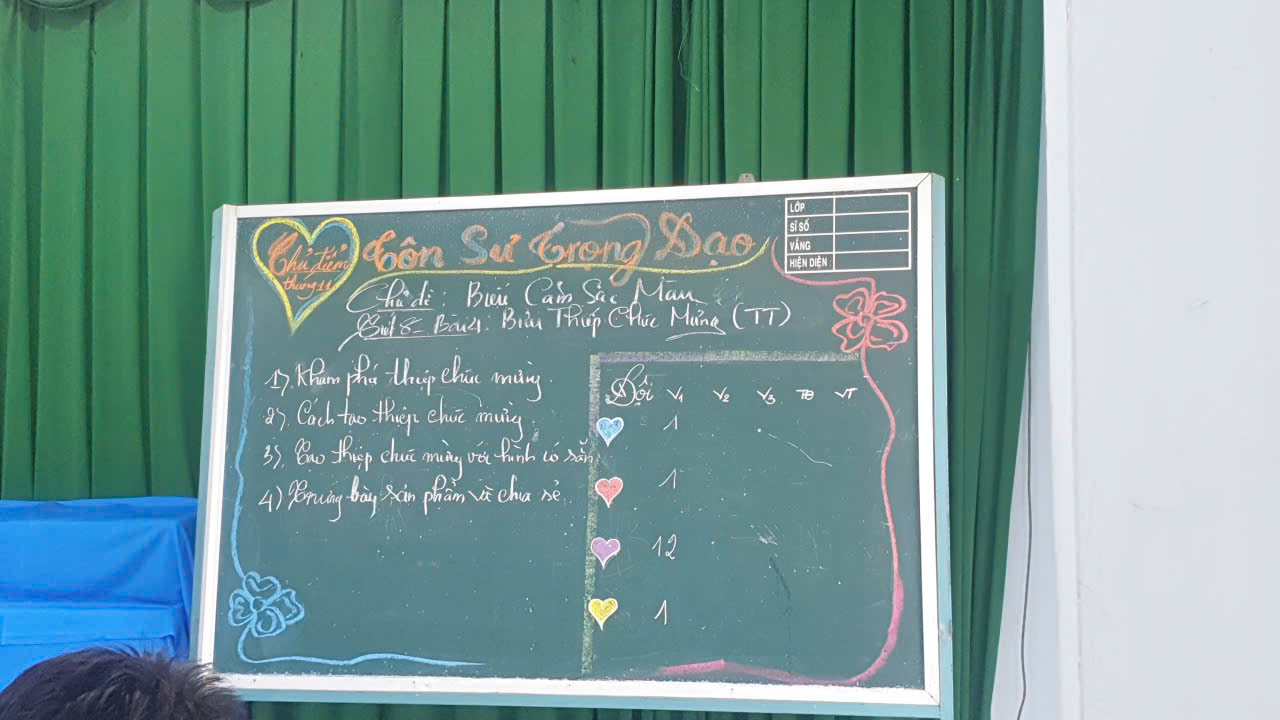 Chủ điểm
tháng 11
Tôn Sư Trọng Đạo
LỚP
SĨ SỐ
VẮNG
HIỆN DIỆN
Chủ đề: Biểu Cảm Sắc Màu
Tiết 8 - Bài 4: Bưu Thiếp Chúc Mừng (TT)
1), Khám phá thiệp chúc mừng.
2), Cách tạo thiệp chúc mừng.
3), Tạo thiệp chúc mừng với hình có sẵn
4) Trưng bày sản phẩm và chia sẻ
Đội V1 V2 V3 TĐ VT
1
1
12
1